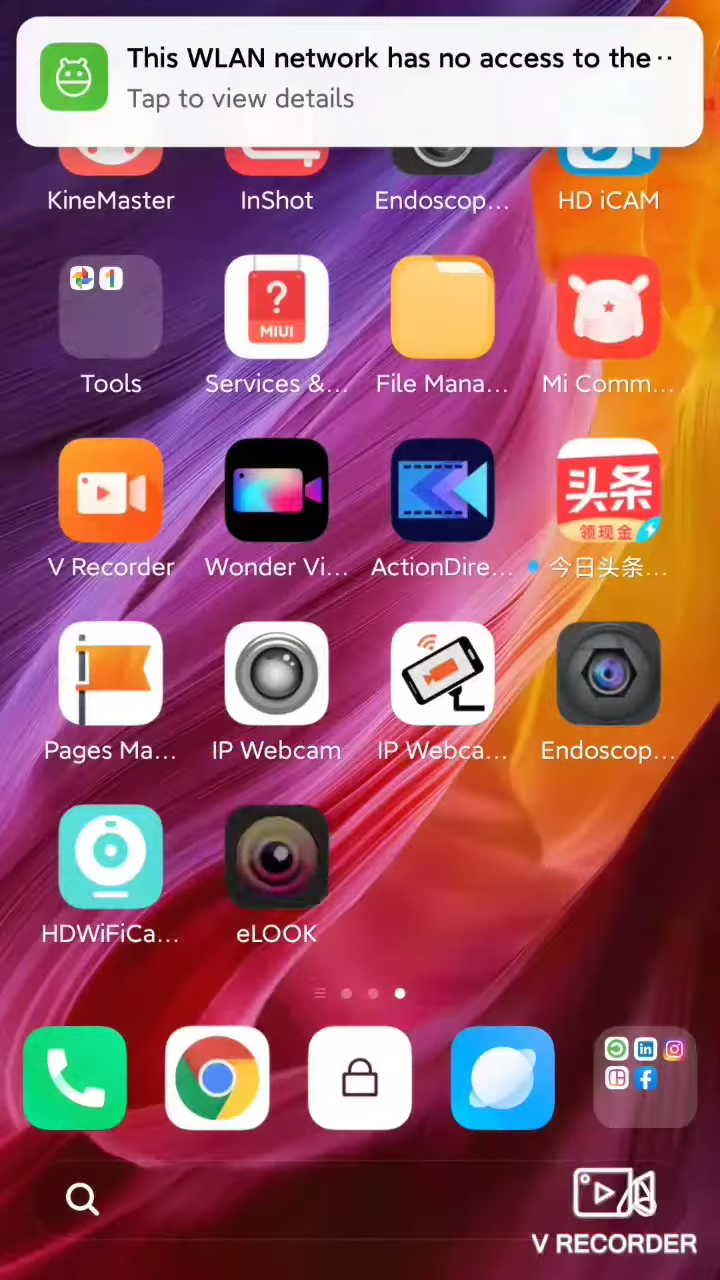 This WLAN network has no access to the··
Tap to view details
KineMaster
InShot
Endoscop...
HD iCAM
Tools
? MIUI
Services &...
File Mana...
Mi Comm...
头条
领现金
V Recorder
Wonder Vi...
ActionDire...
今日头条...
Pages Ma...
IP Webcam
IP Webca...
Endoscop...
HDWiFiCa...
eLOOK
V RECORDER